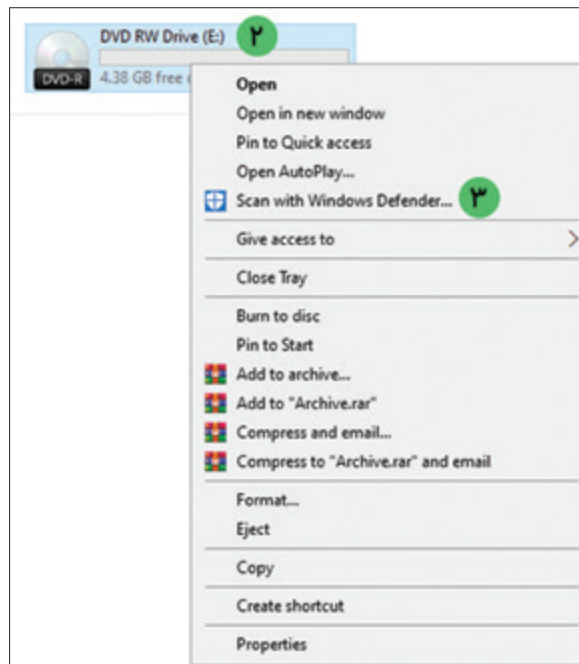 DVD RW Drive (E:) ۲
DVD-R 4.38 GB free
Open
Open in new window
Pin to Quick access
Open AutoPlay...
Scan with Windows Defender... ۳
Give access to
Close Tray
Burn to disc
Pin to Start
Add to archive...
Add to "Archive.rar"
Compress and email...
Compress to "Archive.rar" and email
Format...
Eject
Copy
Create shortcut
Properties